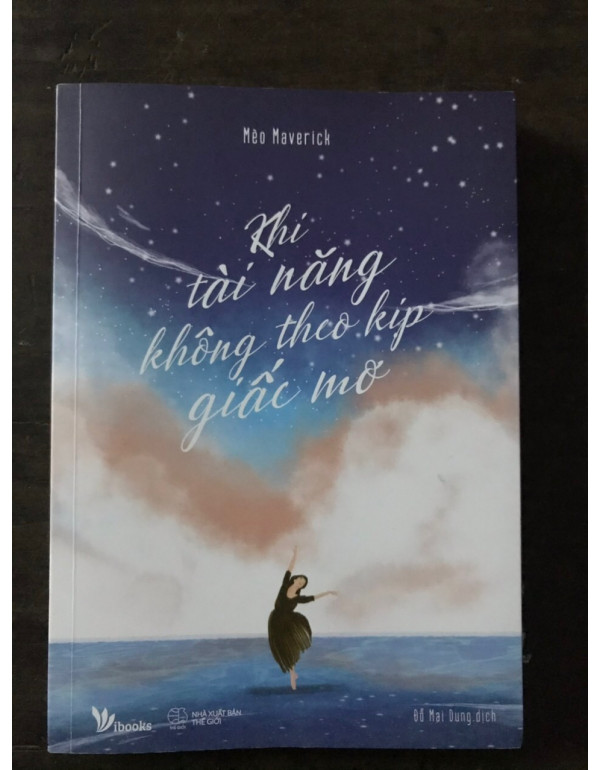 Mèo Maverick
Khi
tài năng
không theo kịp
giấc mơ
Vibooks
NHÀ XUẤT BẢN
THẾ GIỚI
Đỗ Mai Dung dịch